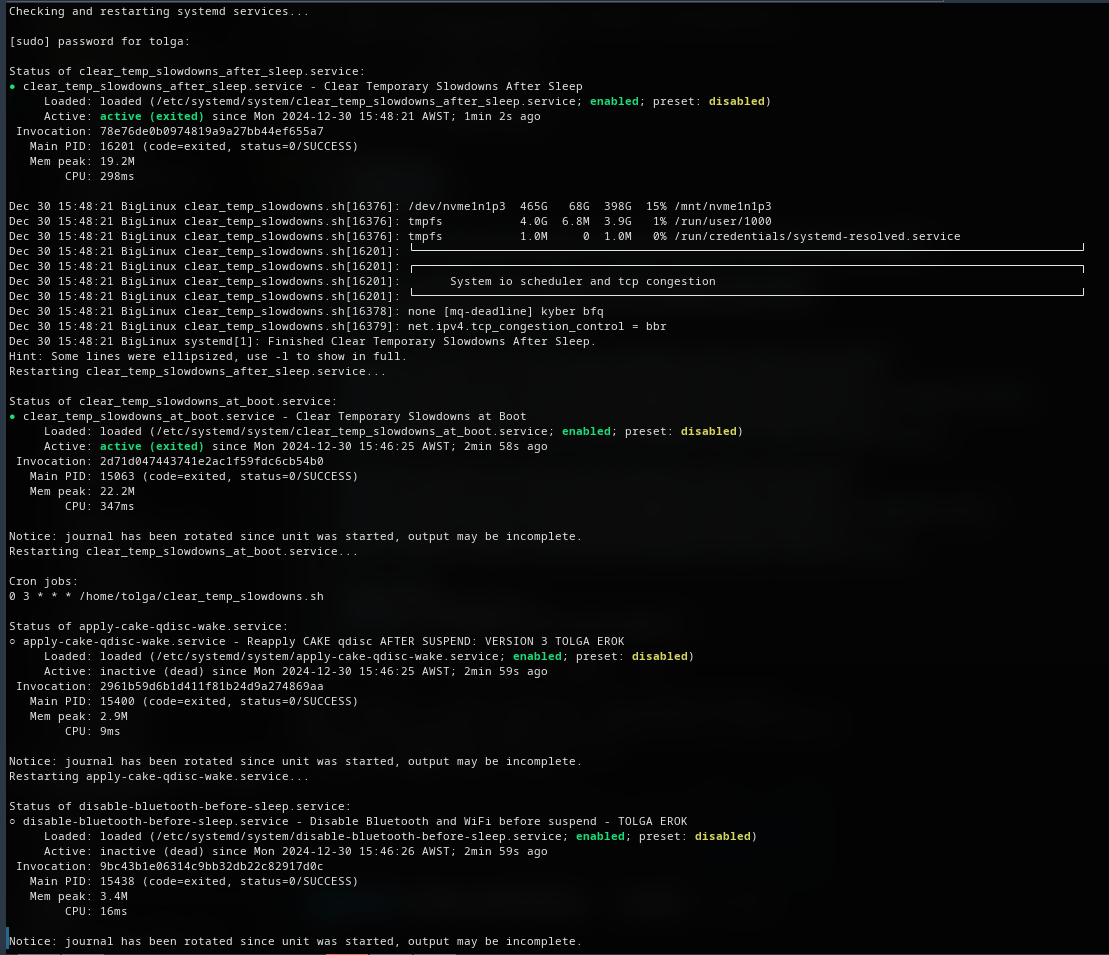 Checking and restarting systemd services...
[sudo] password for tolga:
Status of clear_temp_slowdowns_after_sleep.service:
● clear_temp_slowdowns_after_sleep.service - Clear Temporary Slowdowns After Sleep
Loaded: loaded (/etc/systemd/system/clear_temp_slowdowns_after_sleep.service; enabled; preset: disabled)
Active: active (exited) since Mon 2024-12-30 15:48:21 AWST; 1min 2s ago
Invocation: 78e76de0b0974819a9a27bb44ef655a7
Main PID: 16201 (code=exited, status=0/SUCCESS)
Mem peak: 19.2M
CPU: 298ms
Dec 30 15:48:21 BigLinux clear_temp_slowdowns.sh[16376]: /dev/nvme1n1p3  465G   68G  398G  15% /mnt/nvme1n1p3
Dec 30 15:48:21 BigLinux clear_temp_slowdowns.sh[16376]: tmpfs           4.0G  6.8M  3.9G   1% /run/user/1000
Dec 30 15:48:21 BigLinux clear_temp_slowdowns.sh[16376]: tmpfs           1.0M     0  1.0M   0% /run/credentials/systemd-resolved.service
Dec 30 15:48:21 BigLinux clear_temp_slowdowns.sh[16201]:
Dec 30 15:48:21 BigLinux clear_temp_slowdowns.sh[16201]:
Dec 30 15:48:21 BigLinux clear_temp_slowdowns.sh[16201]:       System io scheduler and tcp congestion
Dec 30 15:48:21 BigLinux clear_temp_slowdowns.sh[16201]:
Dec 30 15:48:21 BigLinux clear_temp_slowdowns.sh[16378]: none [mq-deadline] kyber bfq
Dec 30 15:48:21 BigLinux clear_temp_slowdowns.sh[16379]: net.ipv4.tcp_congestion_control = bbr
Dec 30 15:48:21 BigLinux systemd[1]: Finished Clear Temporary Slowdowns After Sleep.
Hint: Some lines were ellipsized, use -l to show in full.
Restarting clear_temp_slowdowns_after_sleep.service...
Status of clear_temp_slowdowns_at_boot.service:
● clear_temp_slowdowns_at_boot.service - Clear Temporary Slowdowns at Boot
Loaded: loaded (/etc/systemd/system/clear_temp_slowdowns_at_boot.service; enabled; preset: disabled)
Active: active (exited) since Mon 2024-12-30 15:46:25 AWST; 2min 58s ago
Invocation: 2d71d047443741e2ac1f59fdc6cb54b0
Main PID: 15063 (code=exited, status=0/SUCCESS)
Mem peak: 22.2M
CPU: 347ms
Notice: journal has been rotated since unit was started, output may be incomplete.
Restarting clear_temp_slowdowns_at_boot.service...
Cron jobs:
0 3 * * * /home/tolga/clear_temp_slowdowns.sh
Status of apply-cake-qdisc-wake.service:
○ apply-cake-qdisc-wake.service - Reapply CAKE qdisc AFTER SUSPEND: VERSION 3 TOLGA EROK
Loaded: loaded (/etc/systemd/system/apply-cake-qdisc-wake.service; enabled; preset: disabled)
Active: inactive (dead) since Mon 2024-12-30 15:46:25 AWST; 2min 59s ago
Invocation: 2961b59d6b1d411f81b24d9a274869aa
Main PID: 15400 (code=exited, status=0/SUCCESS)
Mem peak: 2.9M
CPU: 9ms
Notice: journal has been rotated since unit was started, output may be incomplete.
Restarting apply-cake-qdisc-wake.service...
Status of disable-bluetooth-before-sleep.service:
○ disable-bluetooth-before-sleep.service - Disable Bluetooth and WiFi before suspend - TOLGA EROK
Loaded: loaded (/etc/systemd/system/disable-bluetooth-before-sleep.service; enabled; preset: disabled)
Active: inactive (dead) since Mon 2024-12-30 15:46:26 AWST; 2min 59s ago
Invocation: 9bc43b1e06314c9bb32db22c82917d0c
Main PID: 15438 (code=exited, status=0/SUCCESS)
Mem peak: 3.4M
CPU: 16ms
Notice: journal has been rotated since unit was started, output may be incomplete.